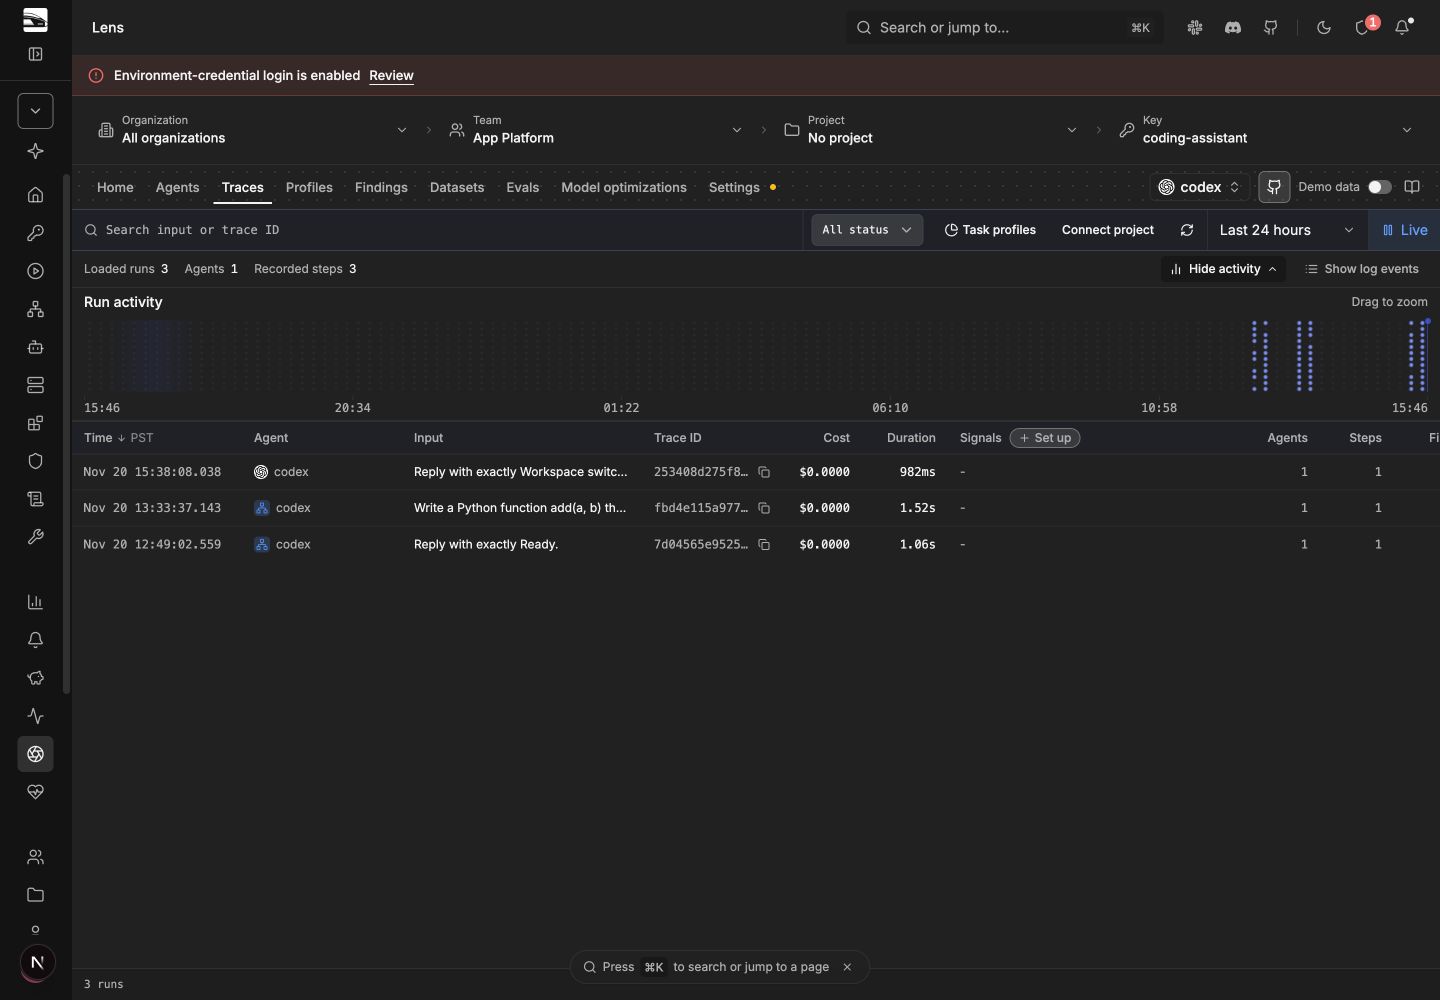 Lens
Search or jump to... ⌘K
1
Environment-credential login is enabled Review
Organization
All organizations
Team
App Platform
Project
No project
Key
coding-assistant
Home Agents Traces Profiles Findings Datasets Evals Model optimizations Settings
codex
Demo data
Search input or trace ID
All status
Task profiles
Connect project
Last 24 hours
Live
Loaded runs 3 Agents 1 Recorded steps 3
Hide activity
Show log events
Run activity
Drag to zoom
15:46 20:34 01:22 06:10 10:58 15:46
Time ↓ PST Agent Input Trace ID Cost Duration Signals + Set up Agents Steps Fi
Nov 20 15:38:08.038 codex Reply with exactly Workspace switc... 253408d275f8... $0.0000 982ms - 1 1
Nov 20 13:33:37.143 codex Write a Python function add(a, b) th... fbd4e115a977... $0.0000 1.52s - 1 1
Nov 20 12:49:02.559 codex Reply with exactly Ready. 7d04565e9525... $0.0000 1.06s - 1 1
N
Press ⌘K to search or jump to a page ×
3 runs